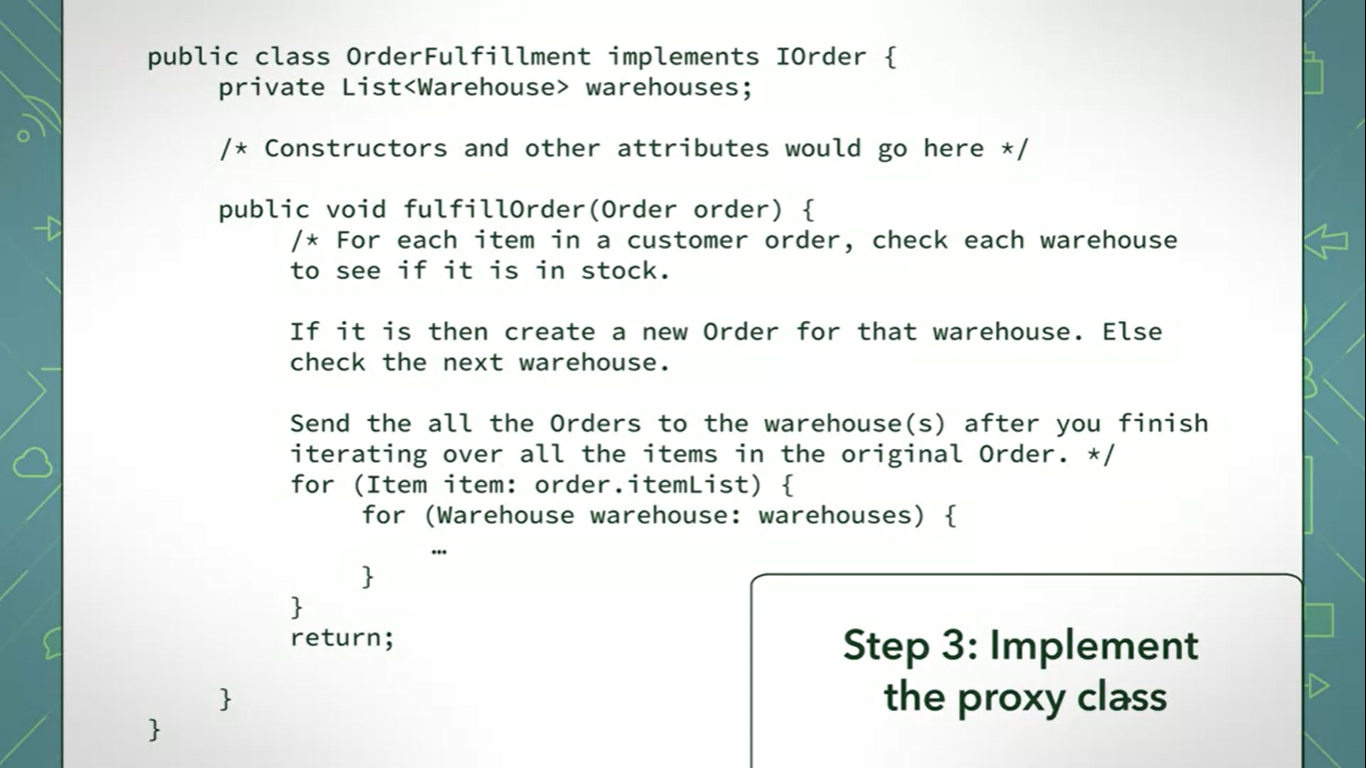 public class OrderFulfillment implements IOrder {
private List<Warehouse> warehouses;
/* Constructors and other attributes would go here */
public void fulfillOrder(Order order) {
/* For each item in a customer order, check each warehouse
to see if it is in stock.
If it is then create a new Order for that warehouse. Else
check the next warehouse.
Send the all the Orders to the warehouse(s) after you finish
iterating over all the items in the original Order. */
for (Item item: order.itemList) {
for (Warehouse warehouse: warehouses) {
…
}
}
return;
}
}
Step 3: Implement
the proxy class